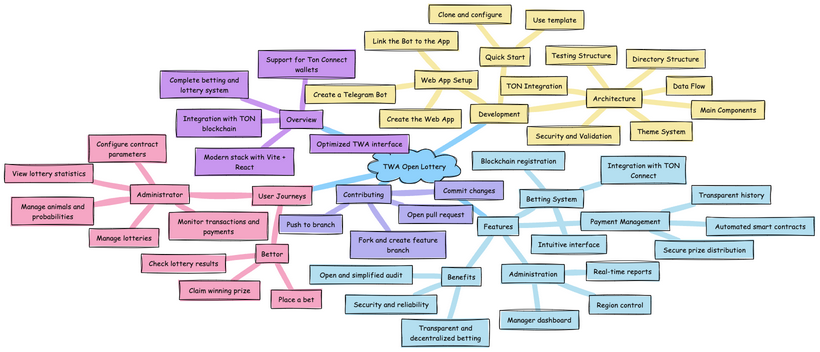 Clone and configure
Use template
Link the Bot to the App
Quick Start
Testing Structure
Directory Structure
Support for Ton Connect
wallets
Web App Setup
TON Integration
Data Flow
Complete betting and
lottery system
Create a Telegram Bot
Architecture
Main Components
Integration with TON
blockchain
Overview
Create the Web App
Development
Security and Validation
Theme System
Optimized TWA interface
Modern stack with Vite +
React
TWA Open Lottery
Configure contract
parameters
View lottery statistics
Administrator
Manage animals and
probabilities
Manage lotteries
Monitor transactions and
payments
User Journeys
Bettor
Check lottery results
Claim winning prize
Place a bet
Contributing
Commit changes
Push to branch
Open pull request
Fork and create feature
branch
Features
Blockchain registration
Betting System
Integration with TON
Connect
Intuitive interface
Payment Management
Transparent history
Automated smart contracts
Secure prize distribution
Administration
Real-time reports
Region control
Manager dashboard
Benefits
Open and simplified audit
Security and reliability
Transparent and
decentralized betting